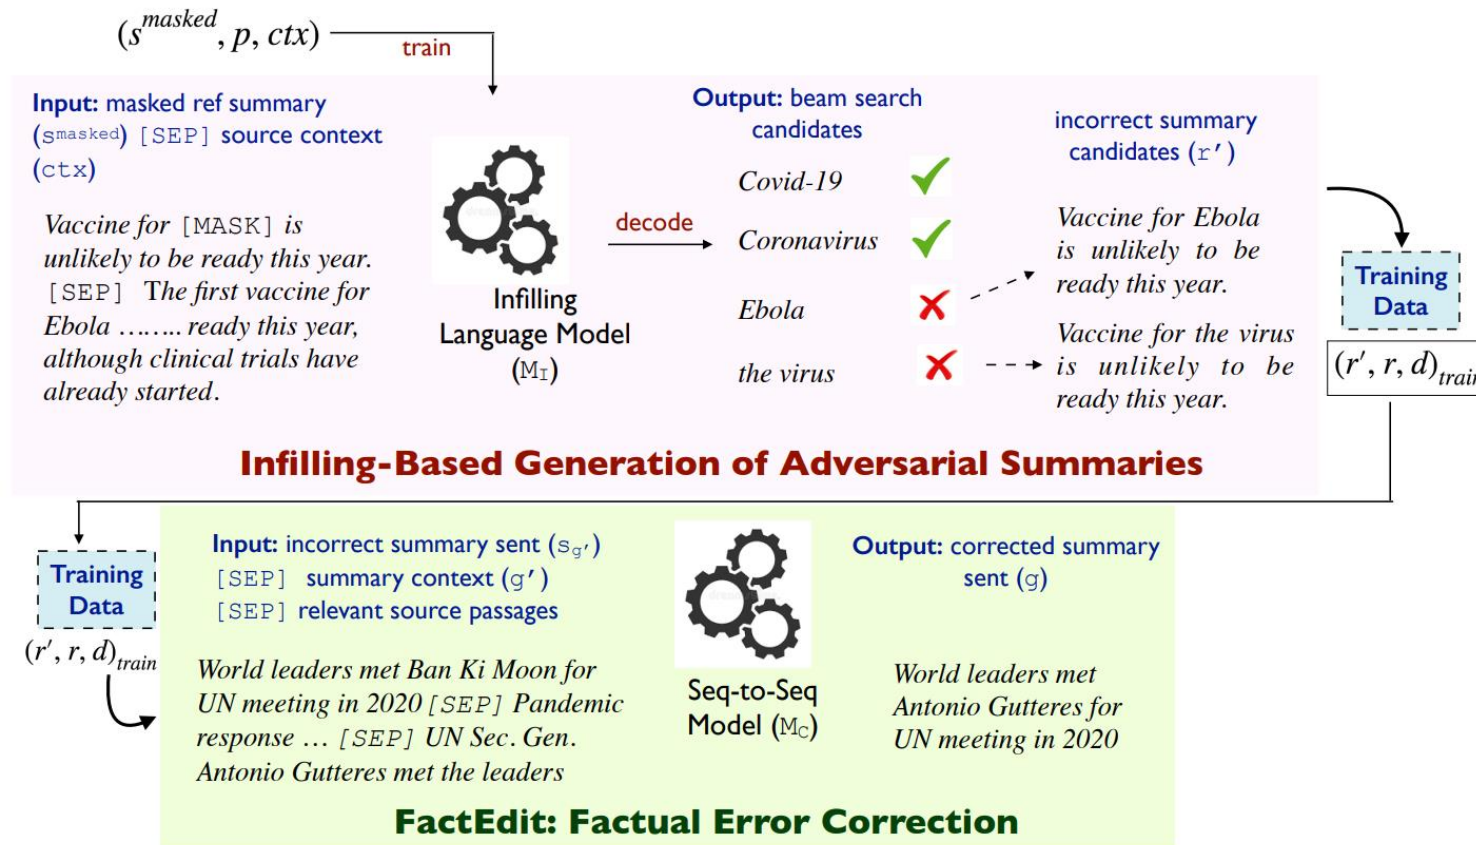 (s^masked, p, ctx)
train
Input: masked ref summary
(s^masked) [SEP] source context
(ctx)
Vaccine for [MASK] is
unlikely to be ready this year.
[SEP] The first vaccine for
Ebola …….. ready this year,
although clinical trials have
already started.
Infilling
Language Model
(M_I)
decode
Output: beam search
candidates
Covid-19
Coronavirus
Ebola
the virus
incorrect summary
candidates (r′)
Vaccine for Ebola
is unlikely to be
ready this year.
Vaccine for the virus
is unlikely to be
ready this year.
Training
Data
(r′, r, d)_train
Infilling-Based Generation of Adversarial Summaries
Training
Data
(r′, r, d)_train
Input: incorrect summary sent (s_g′)
[SEP] summary context (g′)
[SEP] relevant source passages
World leaders met Ban Ki Moon for
UN meeting in 2020 [SEP] Pandemic
response … [SEP] UN Sec. Gen.
Antonio Gutteres met the leaders
Seq-to-Seq
Model (M_C)
Output: corrected summary
sent (g)
World leaders met
Antonio Gutteres for
UN meeting in 2020
FactEdit: Factual Error Correction